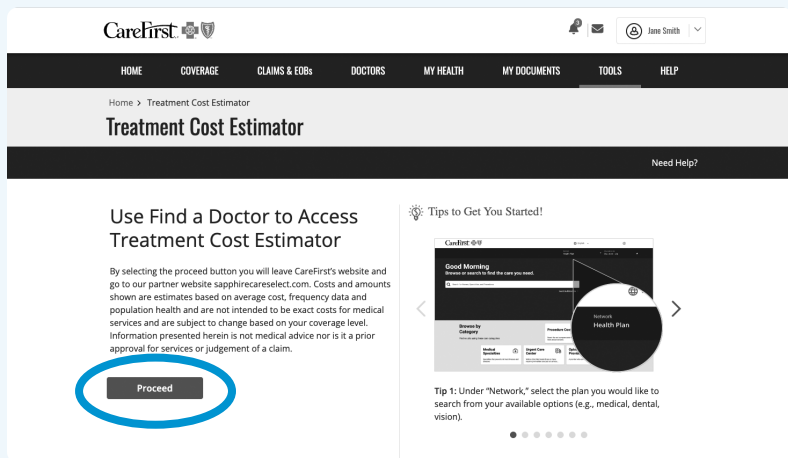 CareFirst
3
Jane Smith
HOME
COVERAGE
CLAIMS & EOBs
DOCTORS
MY HEALTH
MY DOCUMENTS
TOOLS
HELP
Home > Treatment Cost Estimator
Treatment Cost Estimator
Need Help?
Use Find a Doctor to Access
Treatment Cost Estimator
By selecting the proceed button you will leave CareFirst's website and
go to our partner website sapphirecareselect.com. Costs and amounts
shown are estimates based on average cost, frequency data and
population health and are not intended to be exact costs for medical
services and are subject to change based on your coverage level.
Information presented herein is not medical advice nor is it a prior
approval for services or judgement of a claim.
Proceed
Tips to Get You Started!
CareFirst
Good Morning
Browse or search to find the care you need.
Browse by
Category
Procedure
Medical
Specialties
Urgent Care
Center
Network
Health Plan
Tip 1: Under “Network,” select the plan you would like to
search from your available options (e.g., medical, dental,
vision).